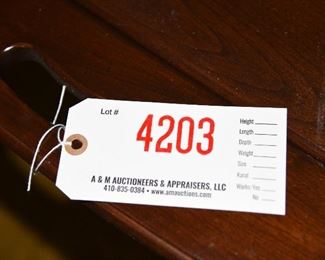 Lot #
4203
A & M AUCTIONEERS & APPRAISERS, LLC
410-835-0384 • www.amauctions.com
Height
Length
Depth
Weight
Size
Karat
Works: Yes
No